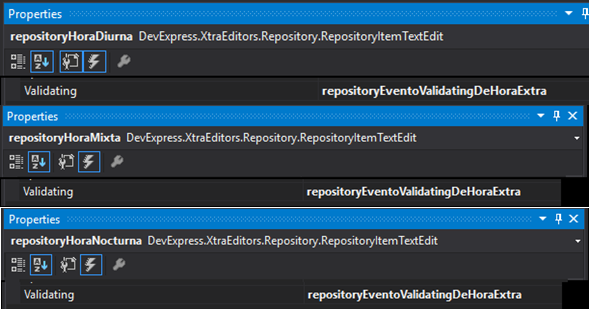 Properties
repositoryHoraDiurna DevExpress.XtraEditors.Repository.RepositoryItemTextEdit
Validating repositoryEventoValidatingDeHoraExtra
Properties
repositoryHoraMixta DevExpress.XtraEditors.Repository.RepositoryItemTextEdit
Validating repositoryEventoValidatingDeHoraExtra
Properties
repositoryHoraNocturna DevExpress.XtraEditors.Repository.RepositoryItemTextEdit
Validating repositoryEventoValidatingDeHoraExtra